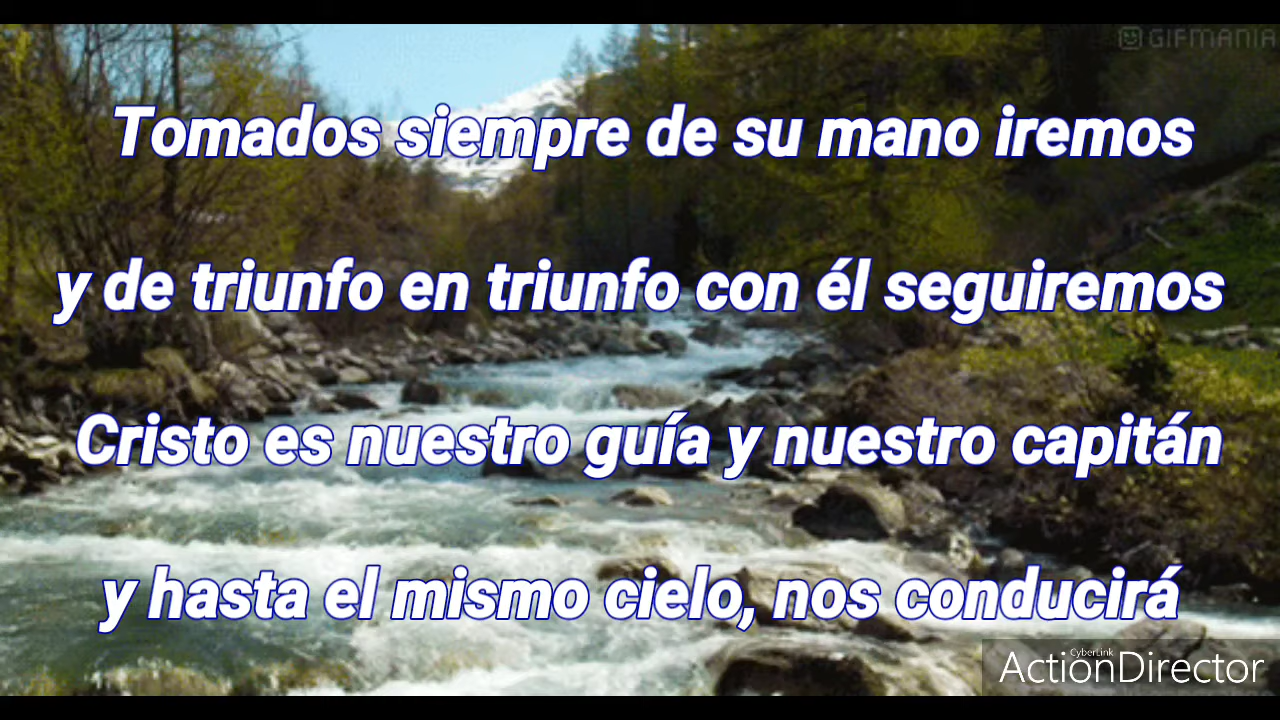 GIFMANIA
Tomados siempre de su mano iremos
y de triunfo en triunfo con él seguiremos
Cristo es nuestro guía y nuestro capitán
y hasta el mismo cielo, nos conducirá
CyberLink
ActionDirector